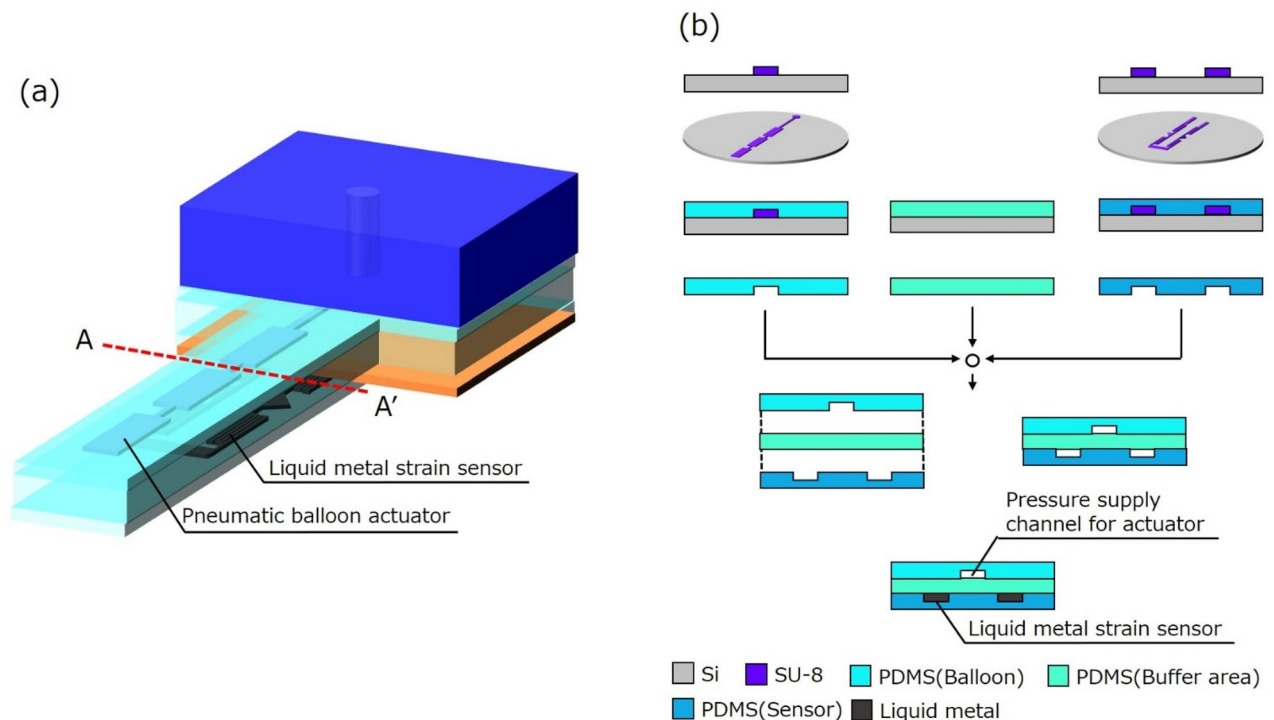 (a)
A
A′
Liquid metal strain sensor
Pneumatic balloon actuator
(b)
Pressure supply
channel for actuator
Liquid metal strain sensor
Si SU-8 PDMS(Balloon) PDMS(Buffer area)
PDMS(Sensor) Liquid metal